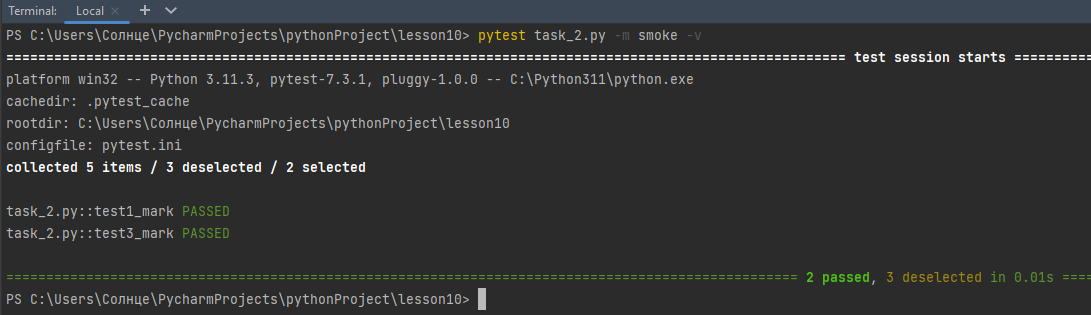 Terminal: Local × +
PS C:\Users\Солнце\PycharmProjects\pythonProject\lesson10> pytest task_2.py -m smoke -v
========================================================================================================= test session starts ==========
platform win32 -- Python 3.11.3, pytest-7.3.1, pluggy-1.0.0 -- C:\Python311\python.exe
cachedir: .pytest_cache
rootdir: C:\Users\Солнце\PycharmProjects\pythonProject\lesson10
configfile: pytest.ini
collected 5 items / 3 deselected / 2 selected
task_2.py::test1_mark PASSED
task_2.py::test3_mark PASSED
=================================================================================================== 2 passed, 3 deselected in 0.01s ====
PS C:\Users\Солнце\PycharmProjects\pythonProject\lesson10>